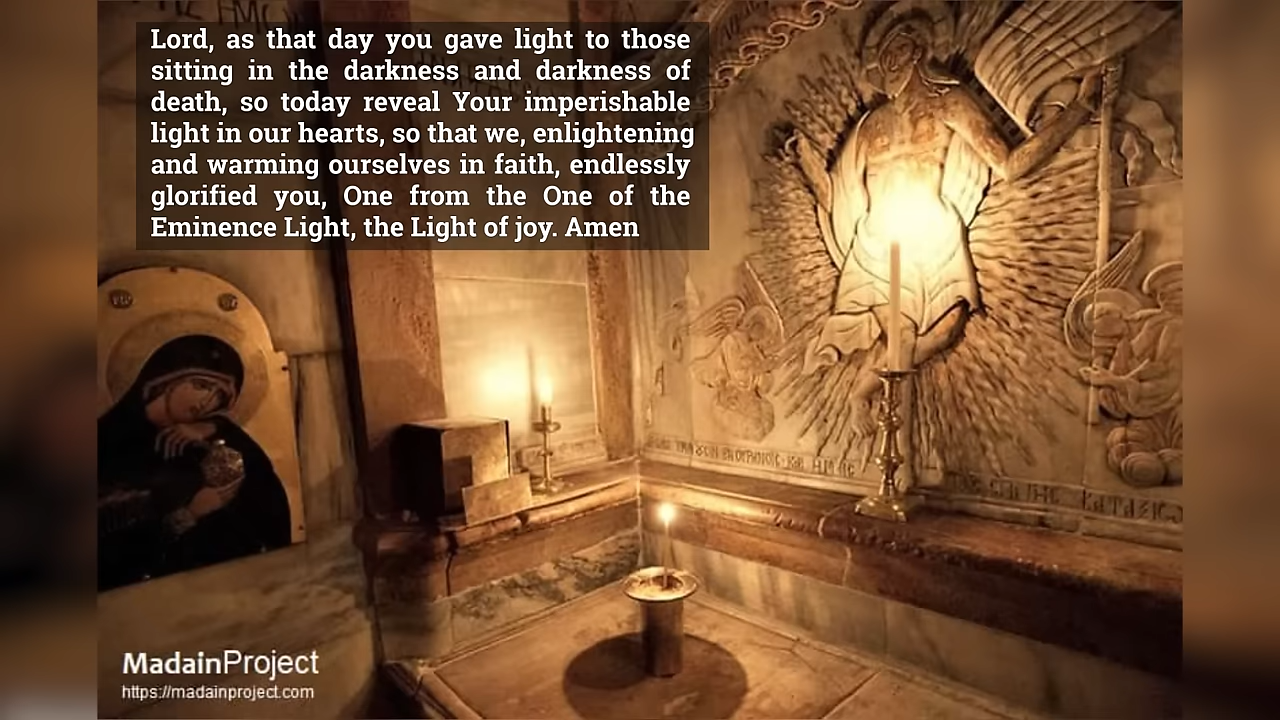 Lord, as that day you gave light to those
sitting in the darkness and darkness of
death, so today reveal Your imperishable
light in our hearts, so that we, enlightening
and warming ourselves in faith, endlessly
glorified you, One from the One of the
Eminence Light, the Light of joy. Amen
MadainProject
https://madainproject.com